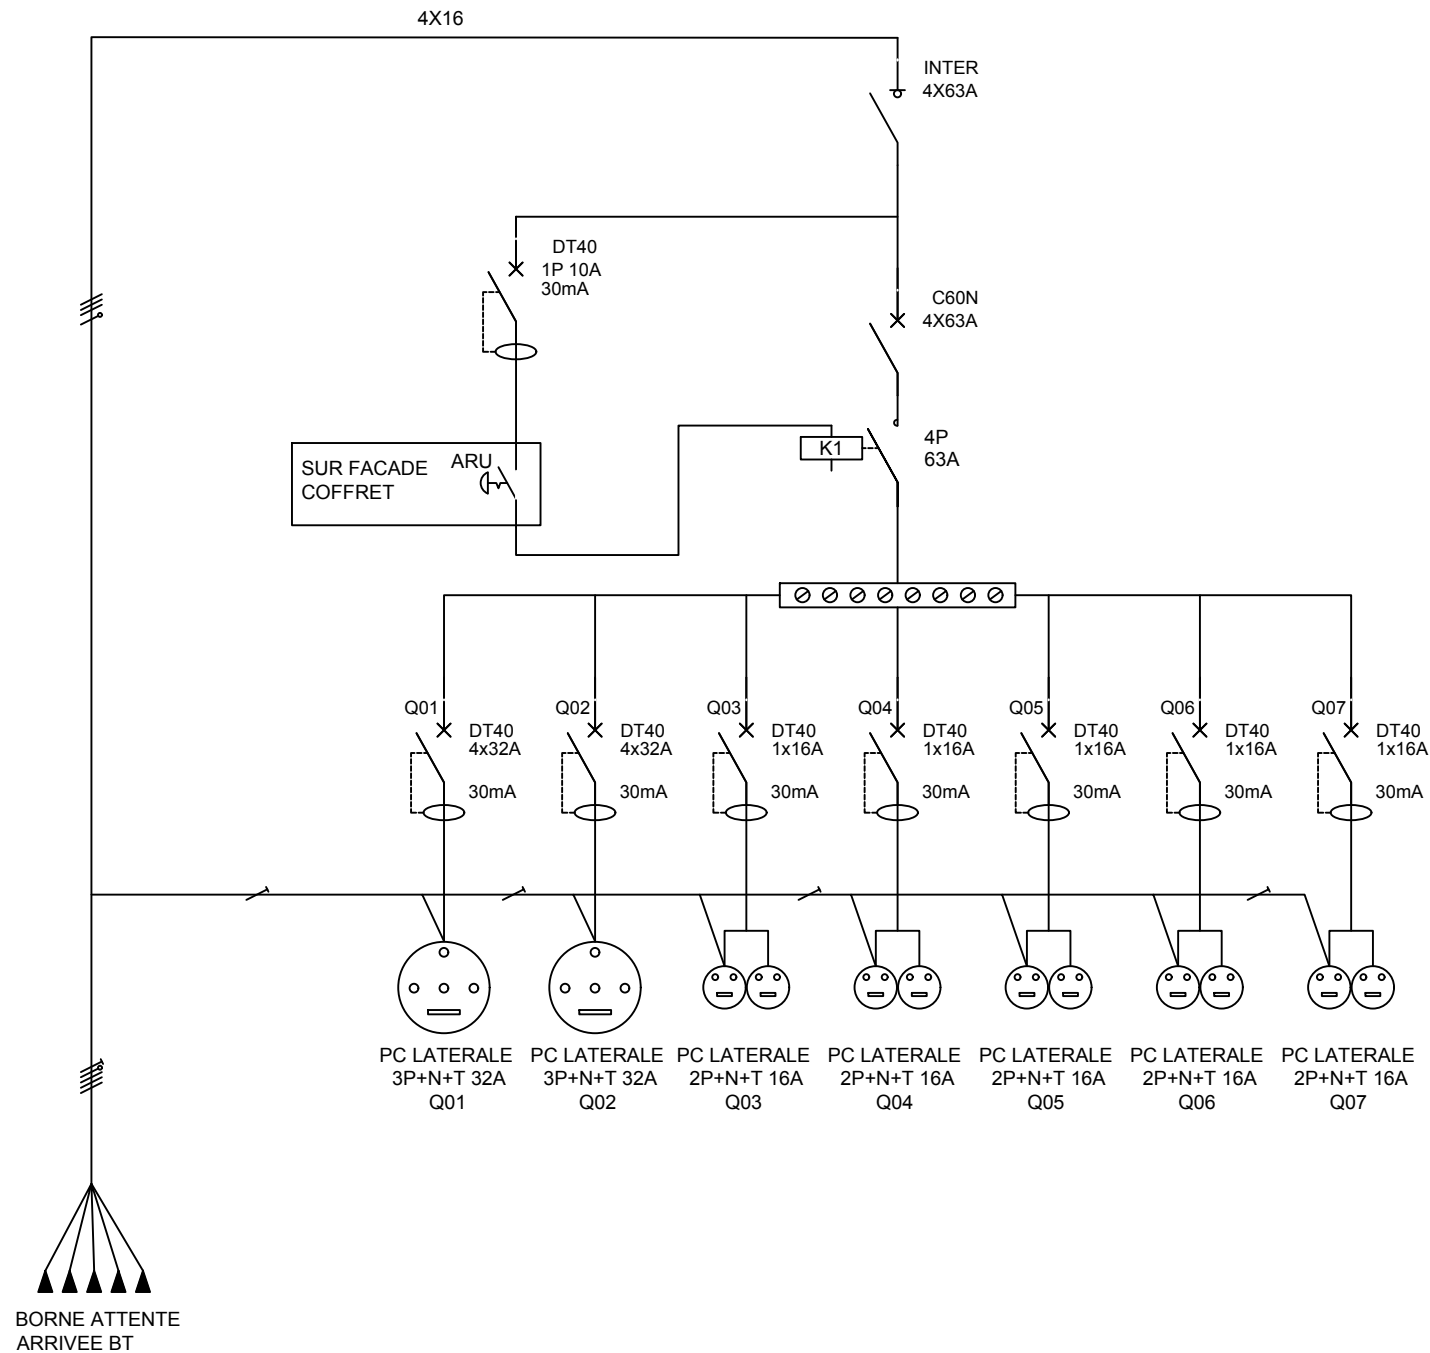 4X16
INTER
4X63A
DT40
1P 10A
30mA
C60N
4X63A
4P
63A
K1
SUR FACADE
COFFRET
ARU
Q01
DT40
4x32A
30mA
Q02
DT40
4x32A
30mA
Q03
DT40
1x16A
30mA
Q04
DT40
1x16A
30mA
Q05
DT40
1x16A
30mA
Q06
DT40
1x16A
30mA
Q07
DT40
1x16A
30mA
PC LATERALE
3P+N+T 32A
Q01
PC LATERALE
3P+N+T 32A
Q02
PC LATERALE
2P+N+T 16A
Q03
PC LATERALE
2P+N+T 16A
Q04
PC LATERALE
2P+N+T 16A
Q05
PC LATERALE
2P+N+T 16A
Q06
PC LATERALE
2P+N+T 16A
Q07
BORNE ATTENTE
ARRIVEE BT